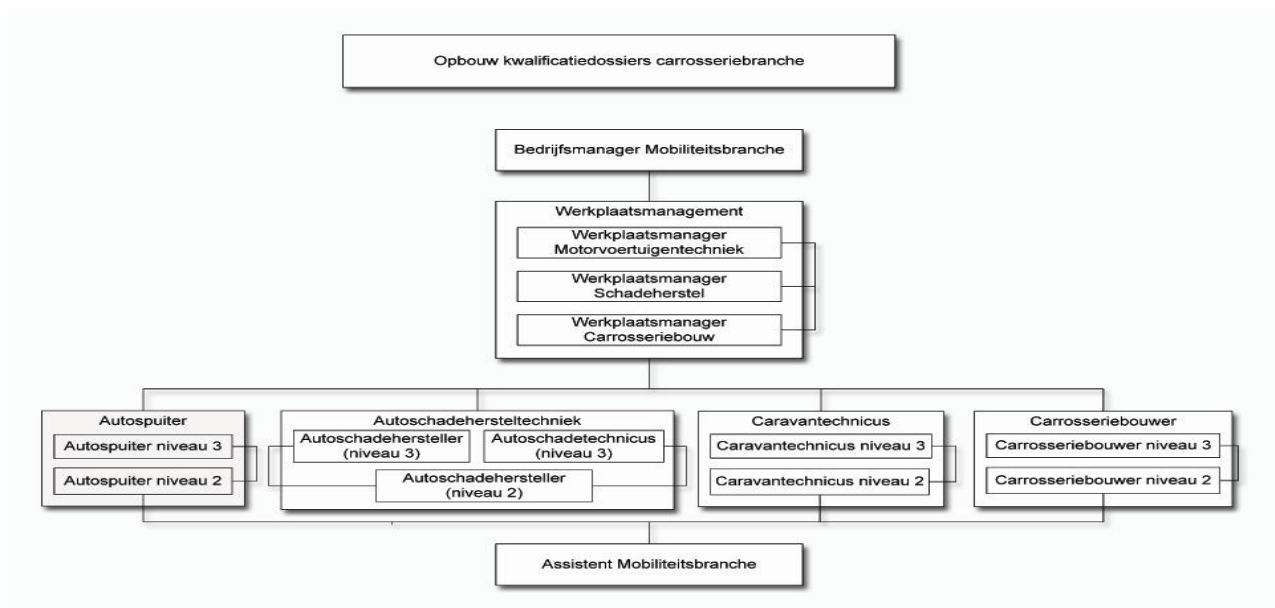 Opbouw kwalificatiedossiers carrosseriebranche
Bedrijfsmanager Mobiliteitsbranche
Werkplaatsmanagement
Werkplaatsmanager
Motorvoertuigentechniek
Werkplaatsmanager
Schadeherstel
Werkplaatsmanager
Carrosseriebouw
Autospuiter
Autospuiter niveau 3
Autospuiter niveau 2
Autoschadehersteltechniek
Autoschadehersteller
(niveau 3)
Autoschadetechnicus
(niveau 3)
Autoschadehersteller
(niveau 2)
Caravantechnicus
Caravantechnicus niveau 3
Caravantechnicus niveau 2
Carrosseriebouwer
Carrosseriebouwer niveau 3
Carrosseriebouwer niveau 2
Assistent Mobiliteitsbranche